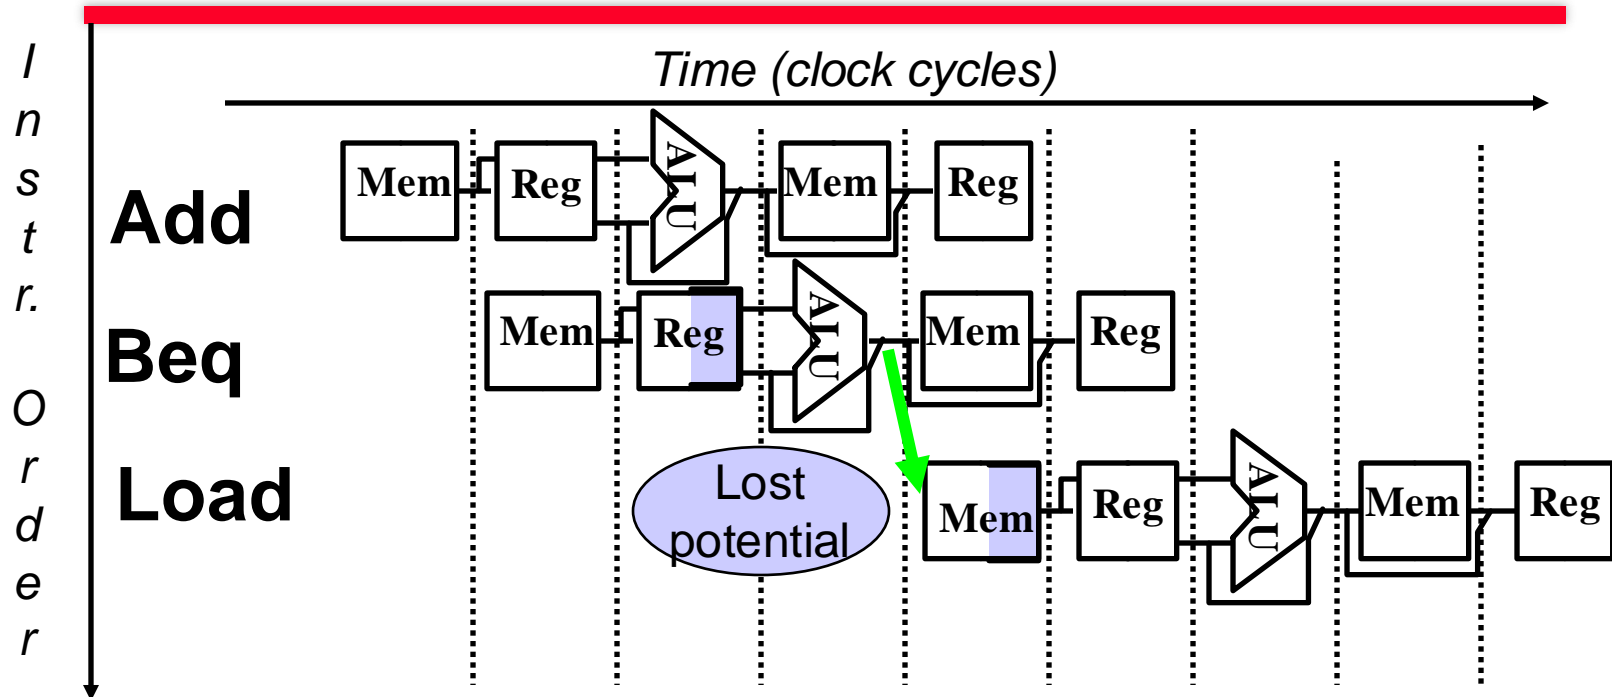 Time (clock cycles)
I
n
s
t
r.
O
r
d
e
r
Add
Mem
Reg
ALU
Mem
Reg
Beq
Mem
Reg
ALU
Mem
Reg
Load
Lost
potential
Mem
Reg
ALU
Mem
Reg